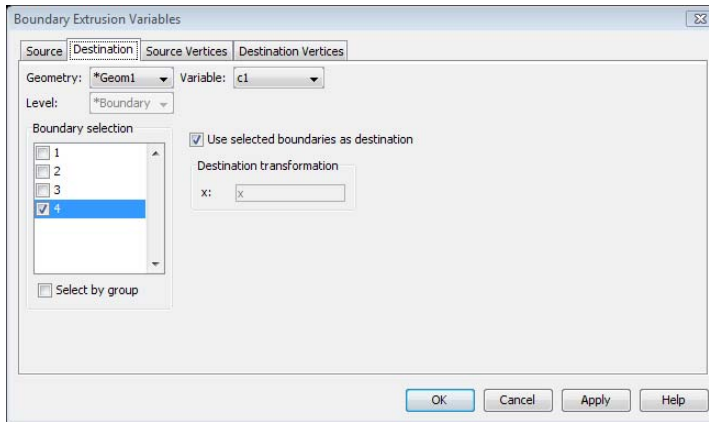 Boundary Extrusion Variables
Source Destination Source Vertices Destination Vertices
Geometry: *Geom1 Variable: c1
Level: *Boundary
Boundary selection
1
2
3
4
Select by group
Use selected boundaries as destination
Destination transformation
x: x
OK Cancel Apply Help